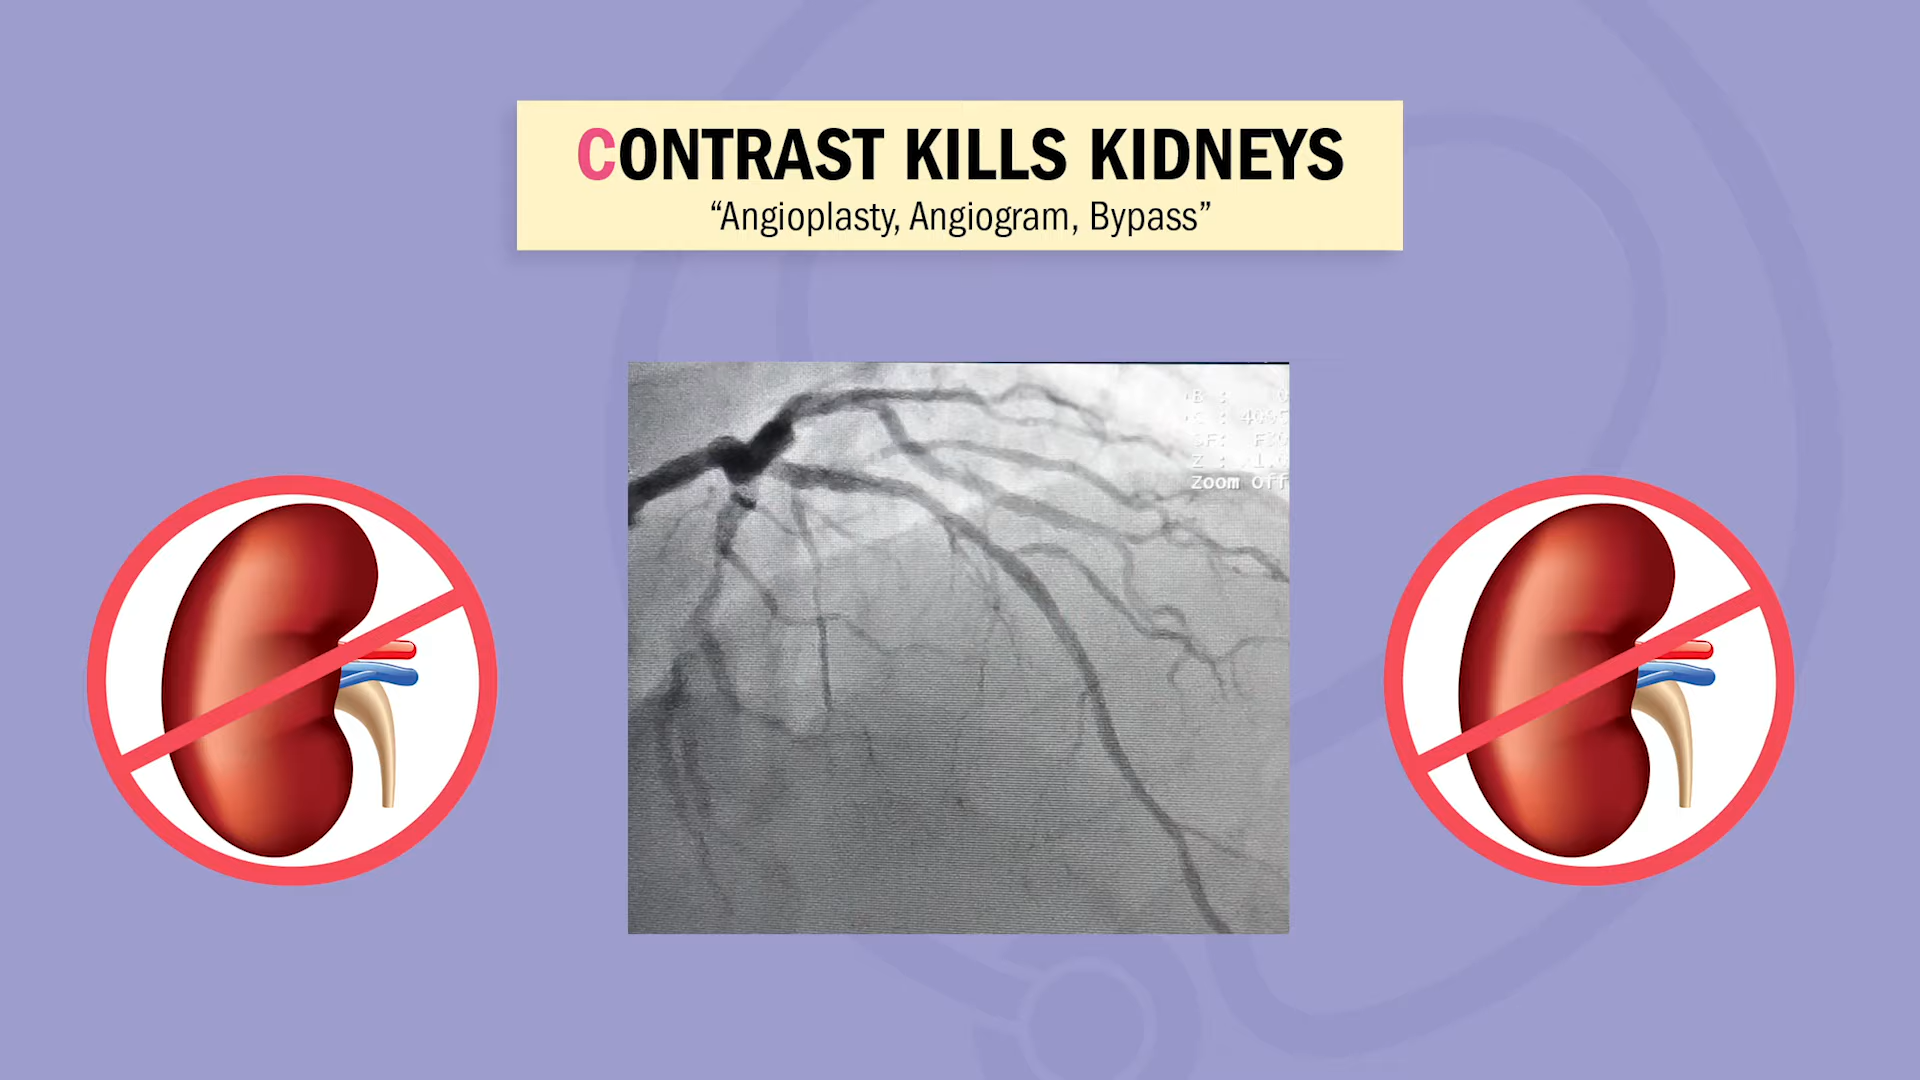 CONTRAST KILLS KIDNEYS
“Angioplasty, Angiogram, Bypass”
Zoom Off